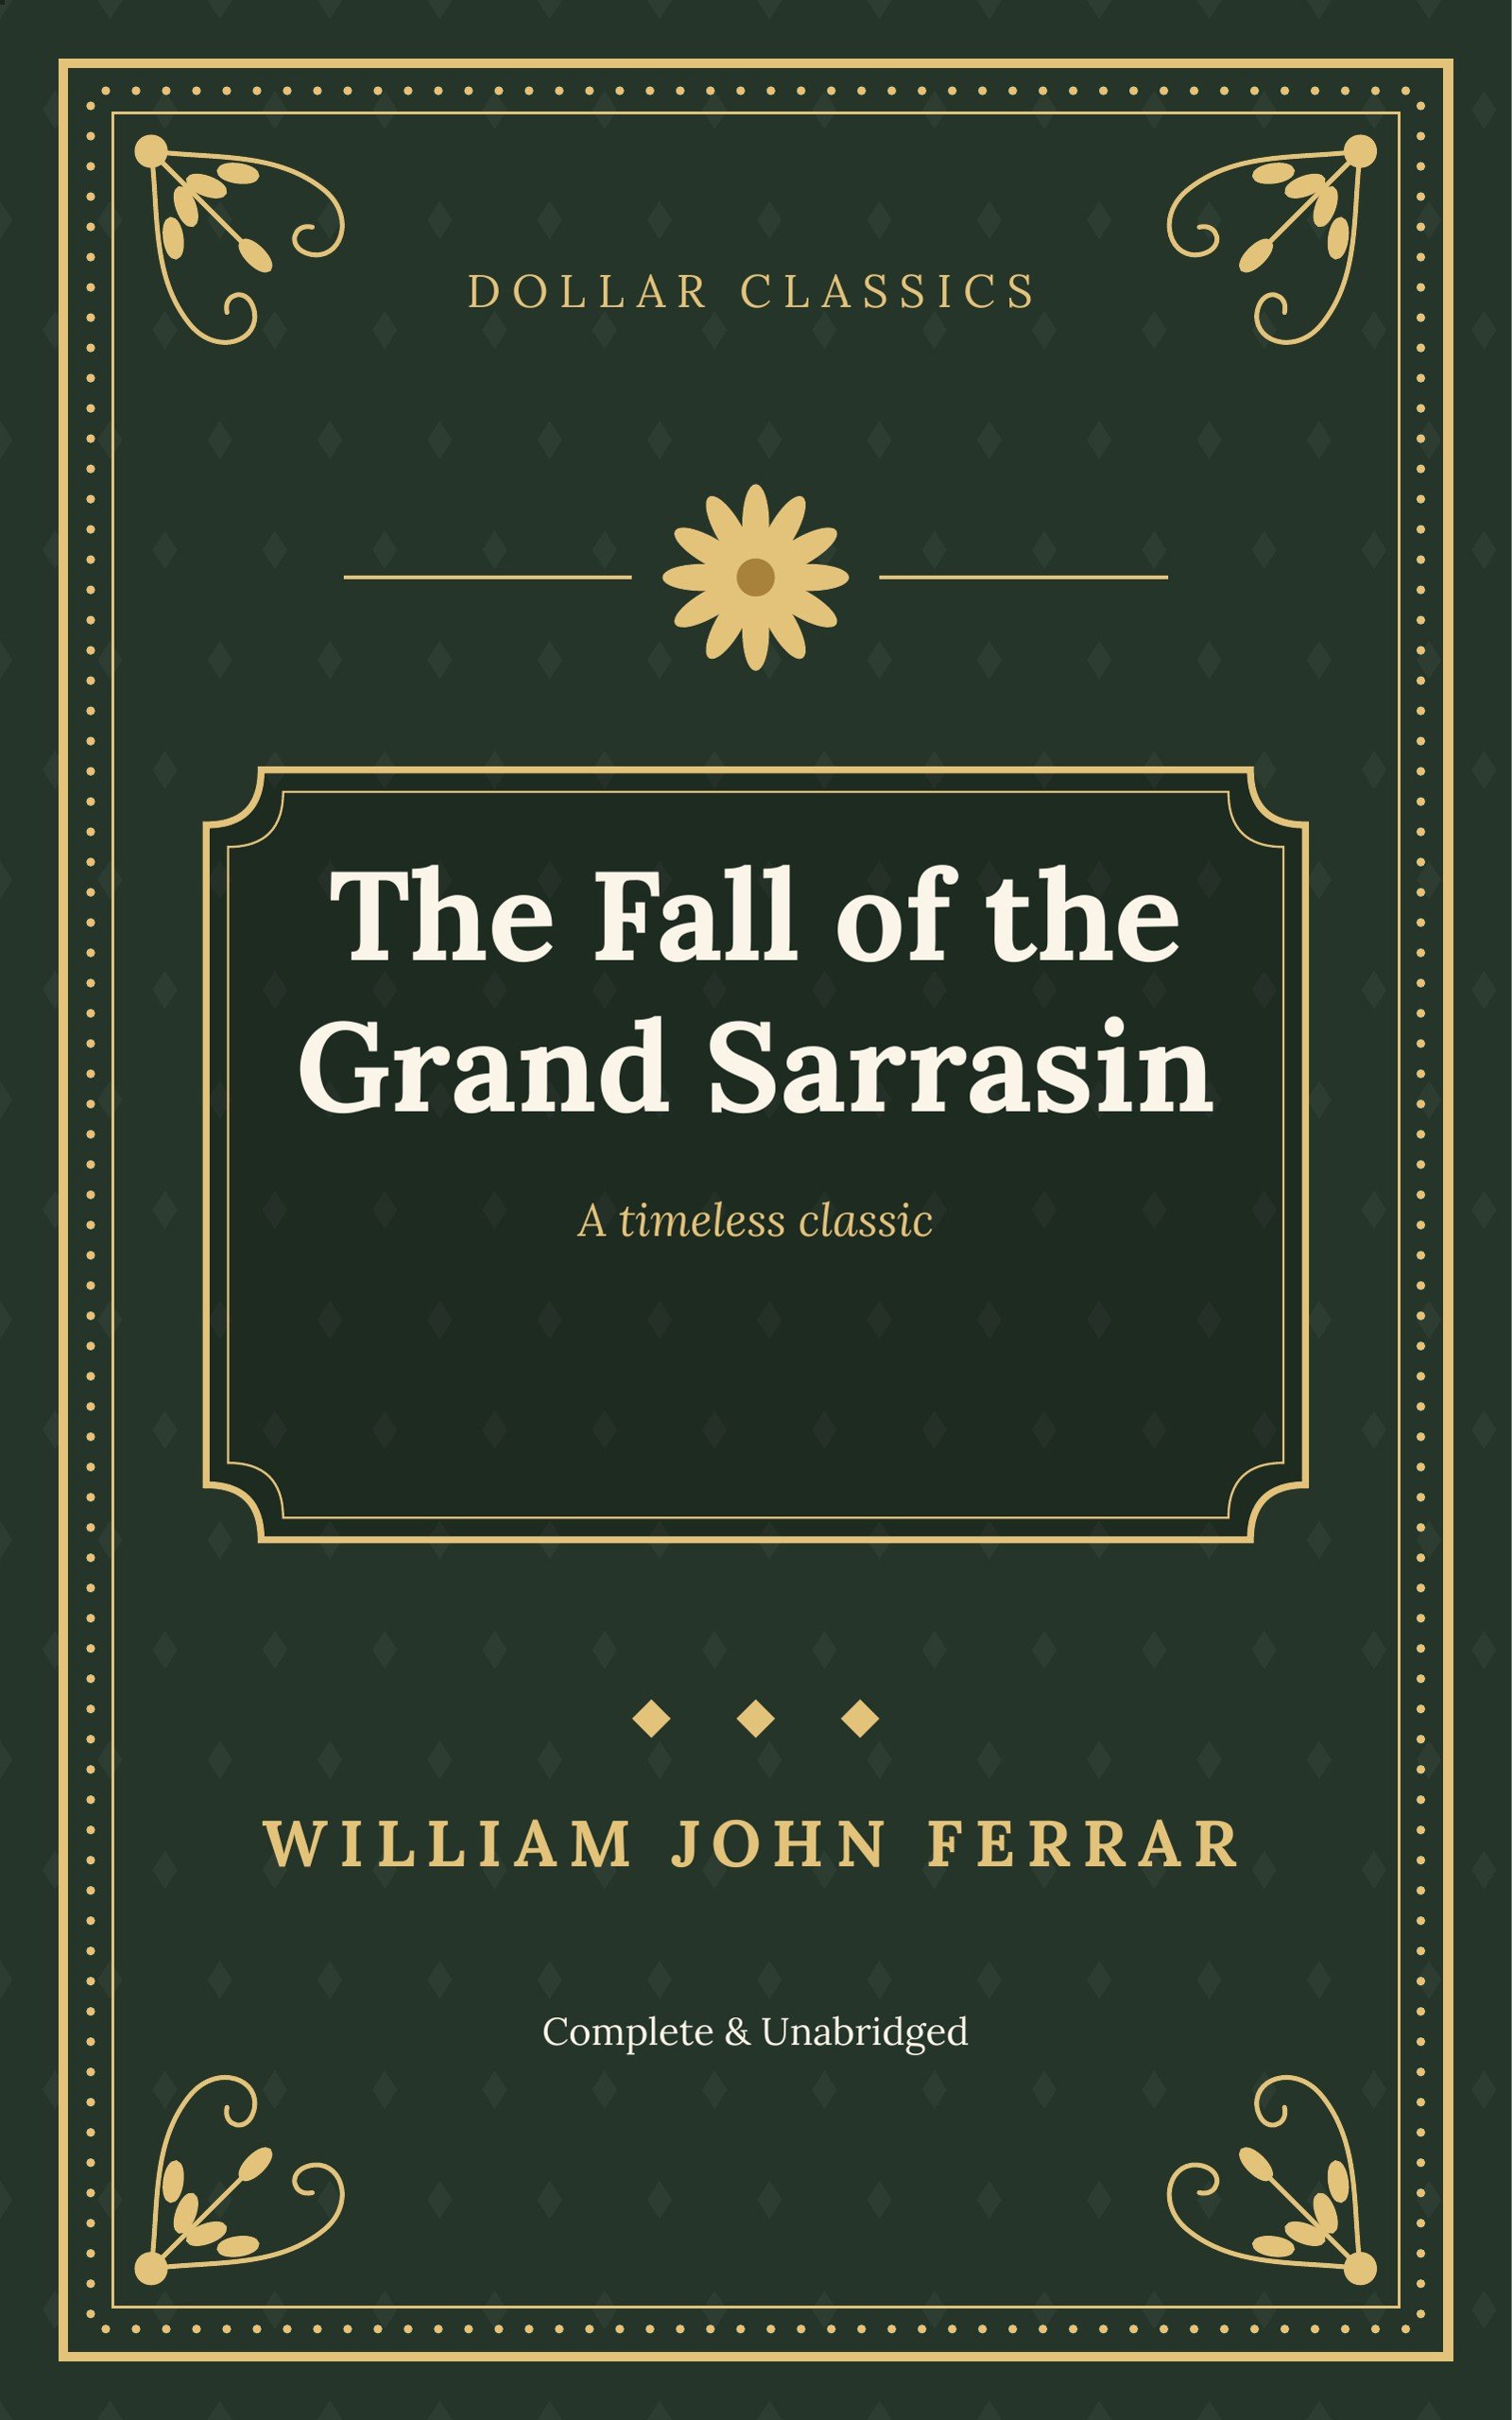 DOLLAR CLASSICS
The Fall of the
Grand Sarrasin
A timeless classic
WILLIAM JOHN FERRAR
Complete & Unabridged